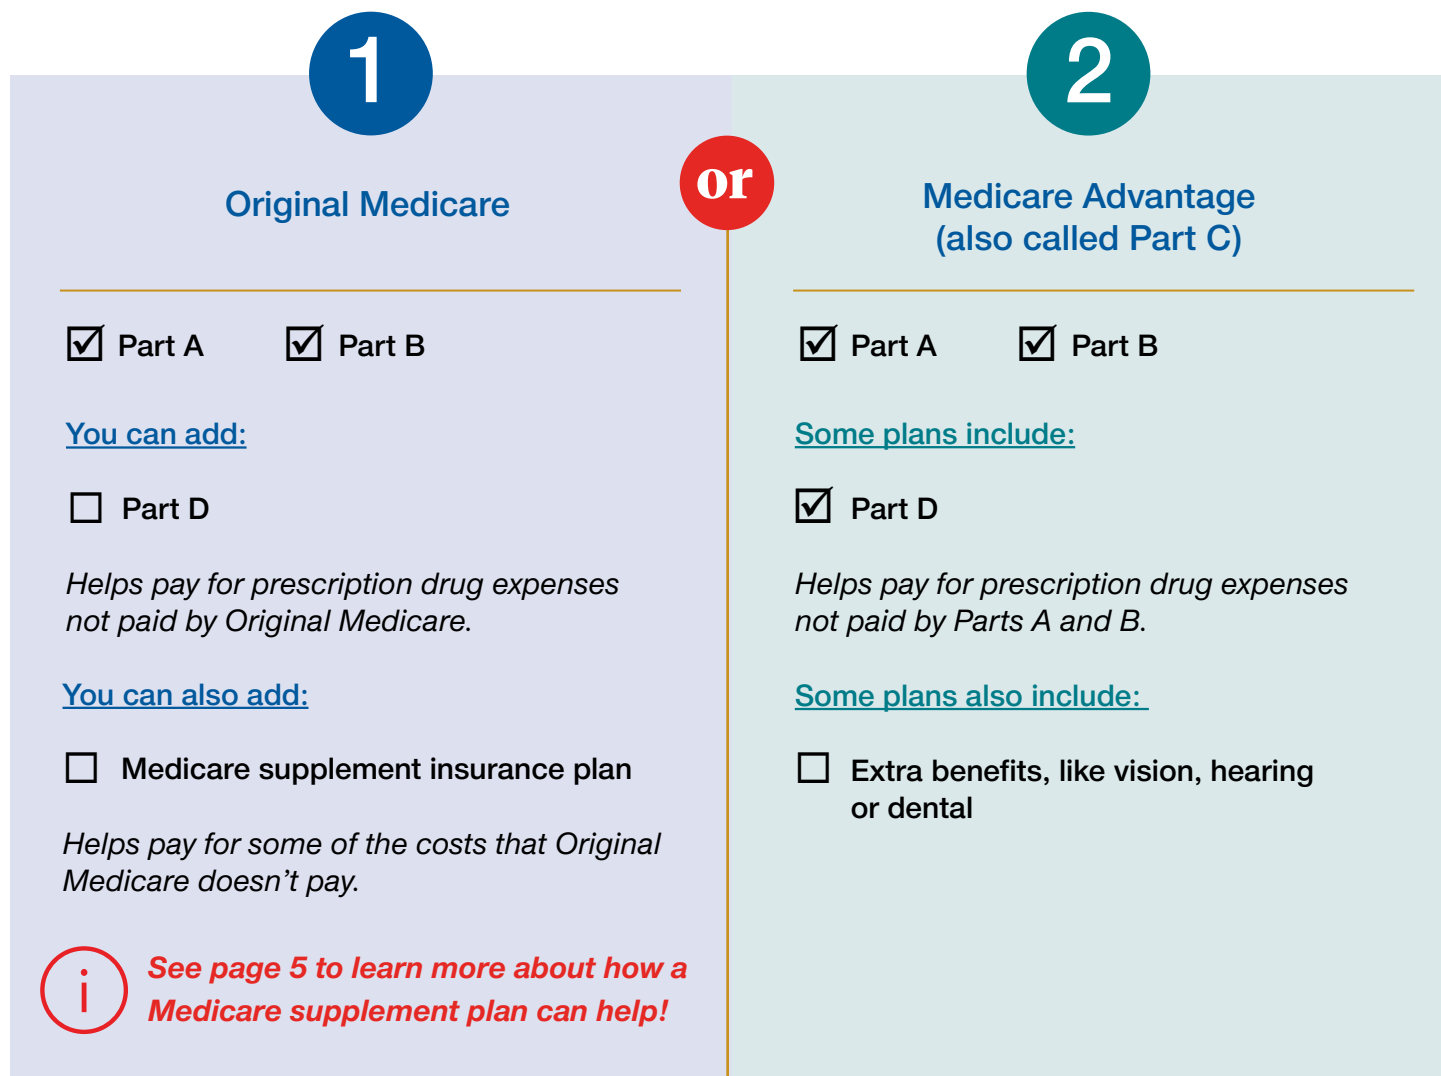 1
Original Medicare
Part A
Part B
You can add:
Part D
Helps pay for prescription drug expenses
not paid by Original Medicare.
You can also add:
Medicare supplement insurance plan
Helps pay for some of the costs that Original
Medicare doesn't pay.
i
See page 5 to learn more about how a
Medicare supplement plan can help!
or
2
Medicare Advantage
(also called Part C)
Part A
Part B
Some plans include:
Part D
Helps pay for prescription drug expenses
not paid by Parts A and B.
Some plans also include:
Extra benefits, like vision, hearing
or dental